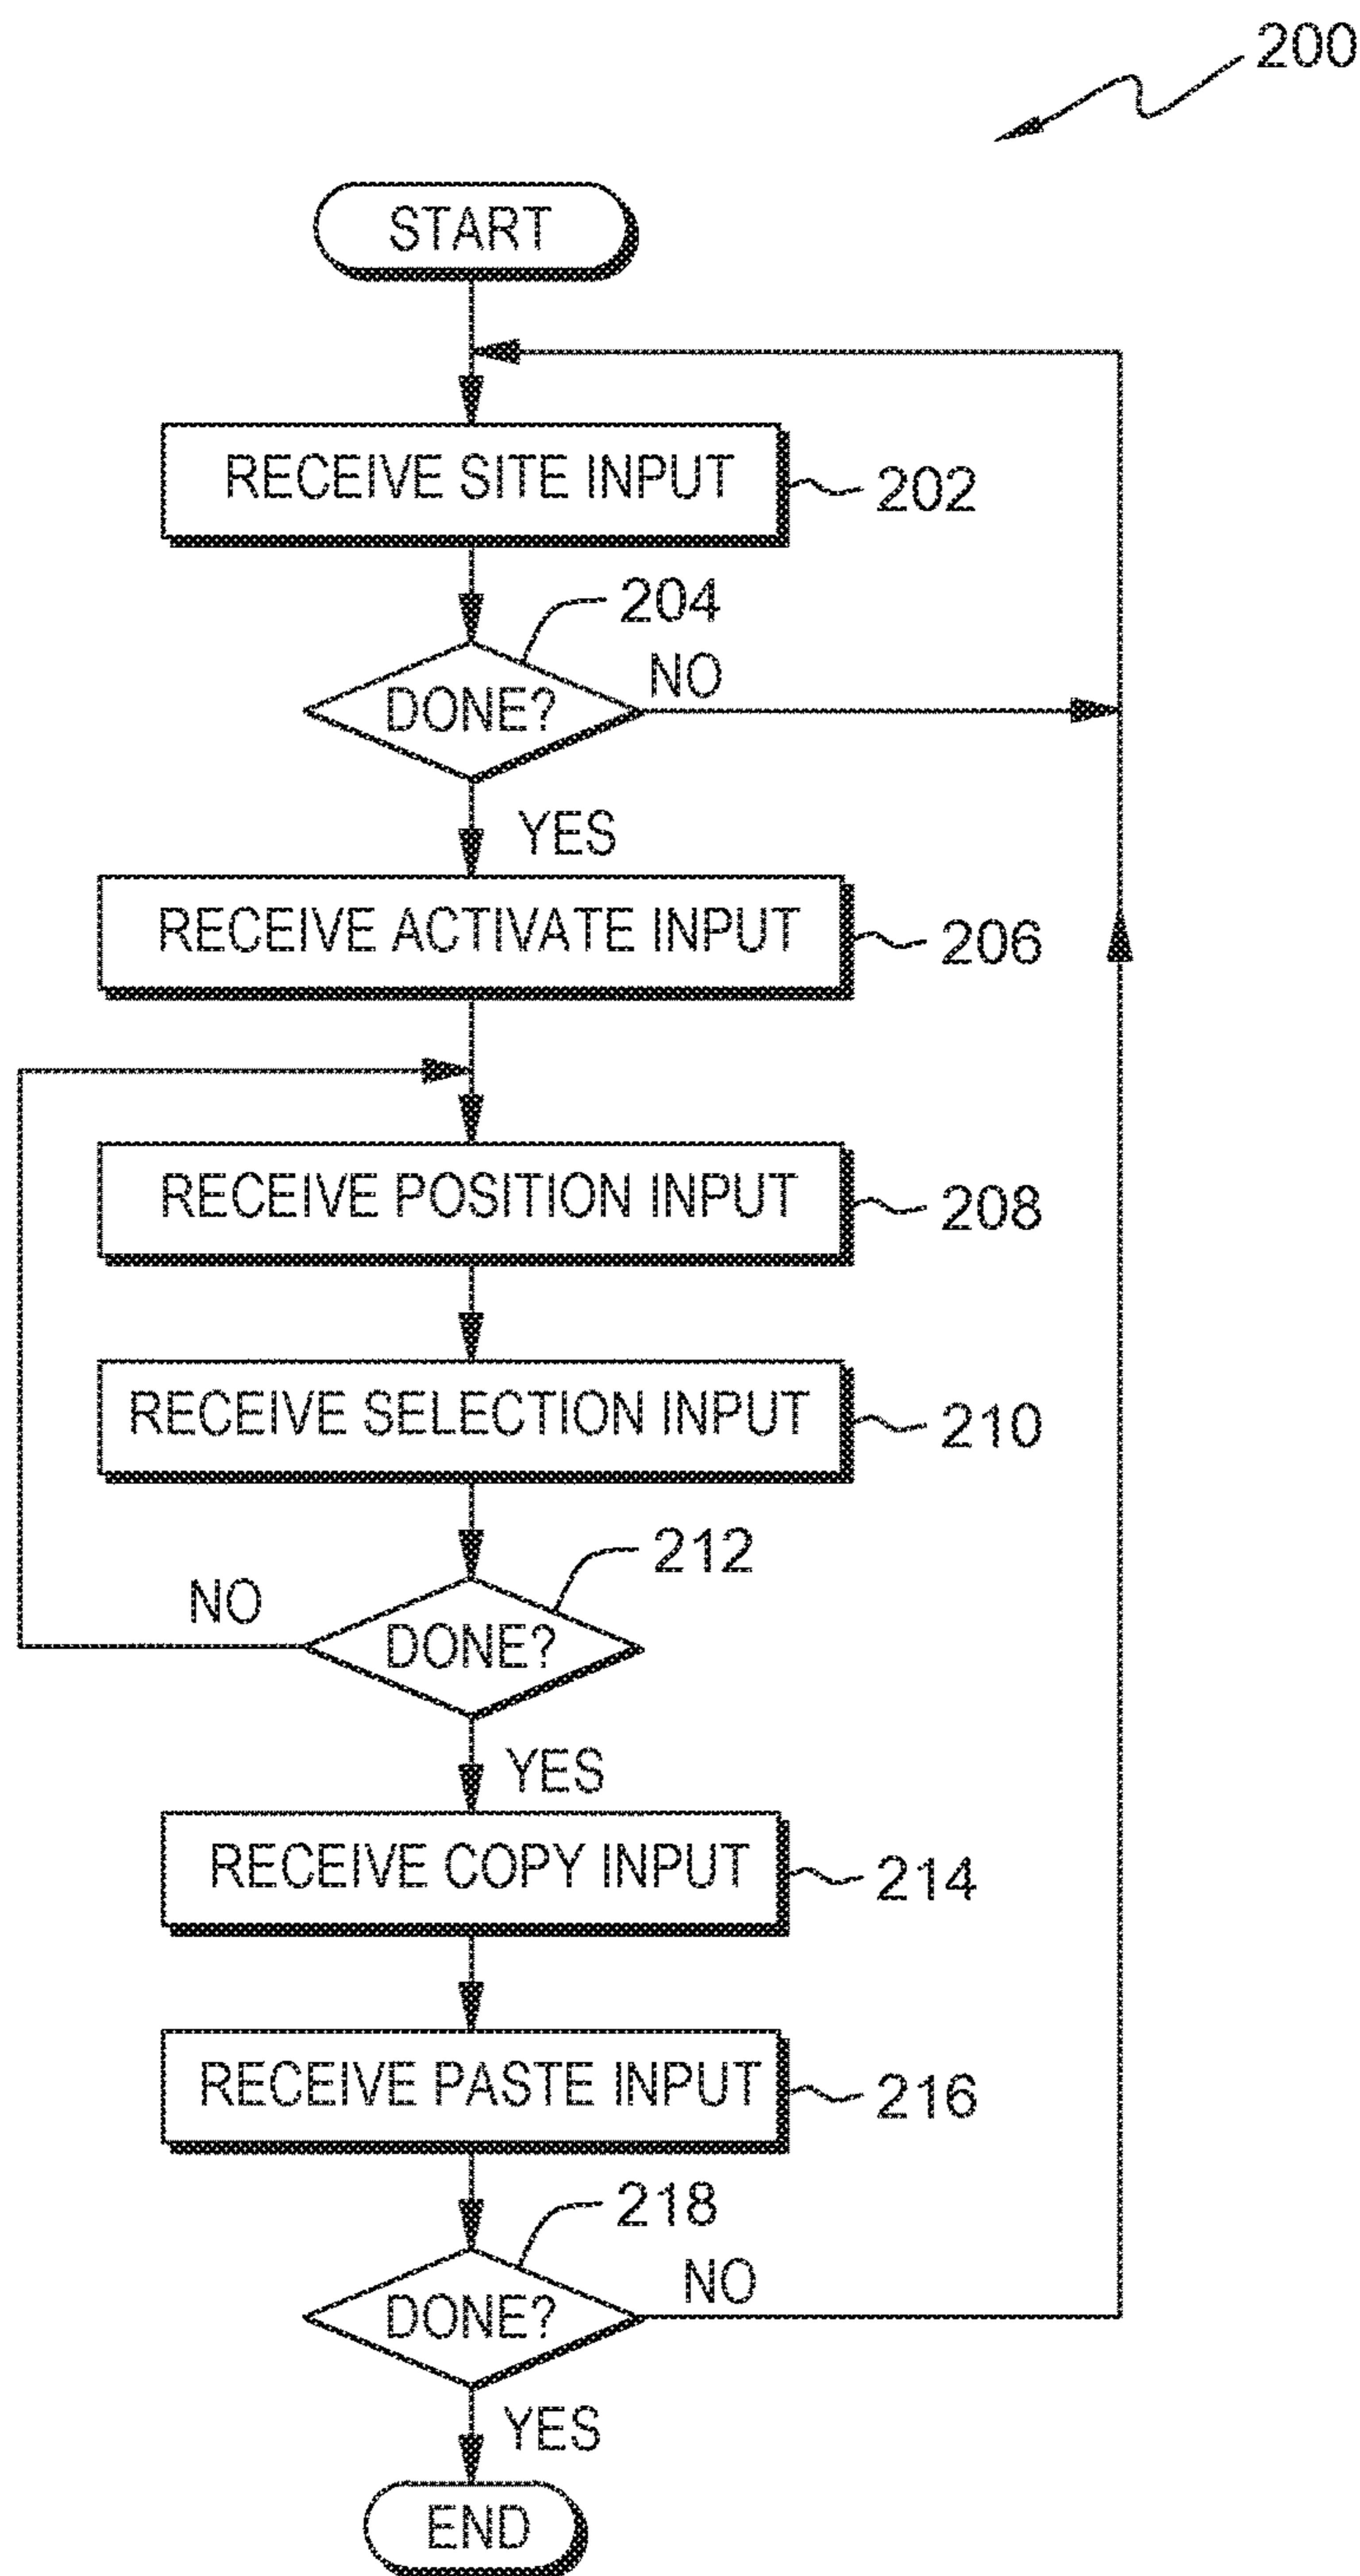 200
START
RECEIVE SITE INPUT
202
204
DONE?
NO
YES
RECEIVE ACTIVATE INPUT
206
RECEIVE POSITION INPUT
208
RECEIVE SELECTION INPUT
210
212
NO
DONE?
YES
RECEIVE COPY INPUT
214
RECEIVE PASTE INPUT
216
218
DONE?
NO
YES
END